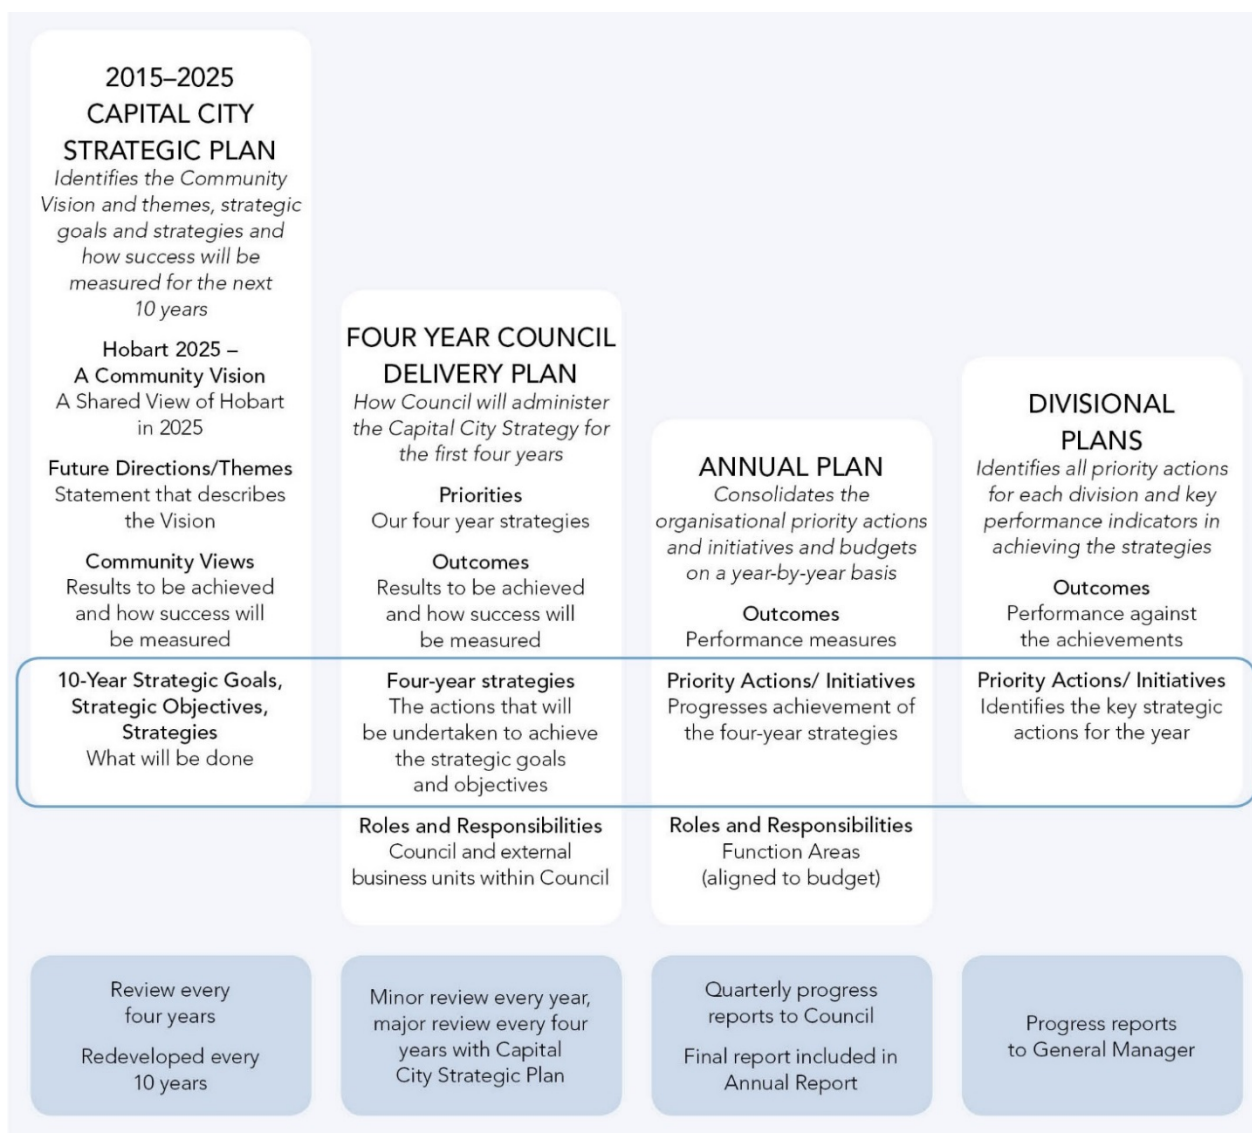 2015–2025
CAPITAL CITY
STRATEGIC PLAN
Identifies the Community
Vision and themes, strategic
goals and strategies and
how success will be
measured for the next
10 years
Hobart 2025 –
A Community Vision
A Shared View of Hobart
in 2025
Future Directions/Themes
Statement that describes
the Vision
Community Views
Results to be achieved
and how success will
be measured
10-Year Strategic Goals,
Strategic Objectives,
Strategies
What will be done
Review every
four years
Redeveloped every
10 years
FOUR YEAR COUNCIL
DELIVERY PLAN
How Council will administer
the Capital City Strategy for
the first four years
Priorities
Our four year strategies
Outcomes
Results to be achieved
and how success will
be measured
Four-year strategies
The actions that will
be undertaken to achieve
the strategic goals
and objectives
Roles and Responsibilities
Council and external
business units within Council
Minor review every year,
major review every four
years with Capital
City Strategic Plan
ANNUAL PLAN
Consolidates the
organisational priority actions
and initiatives and budgets
on a year-by-year basis
Outcomes
Performance measures
Priority Actions/ Initiatives
Progresses achievement of
the four-year strategies
Roles and Responsibilities
Function Areas
(aligned to budget)
Quarterly progress
reports to Council
Final report included in
Annual Report
DIVISIONAL
PLANS
Identifies all priority actions
for each division and key
performance indicators in
achieving the strategies
Outcomes
Performance against
the achievements
Priority Actions/ Initiatives
Identifies the key strategic
actions for the year
Progress reports
to General Manager